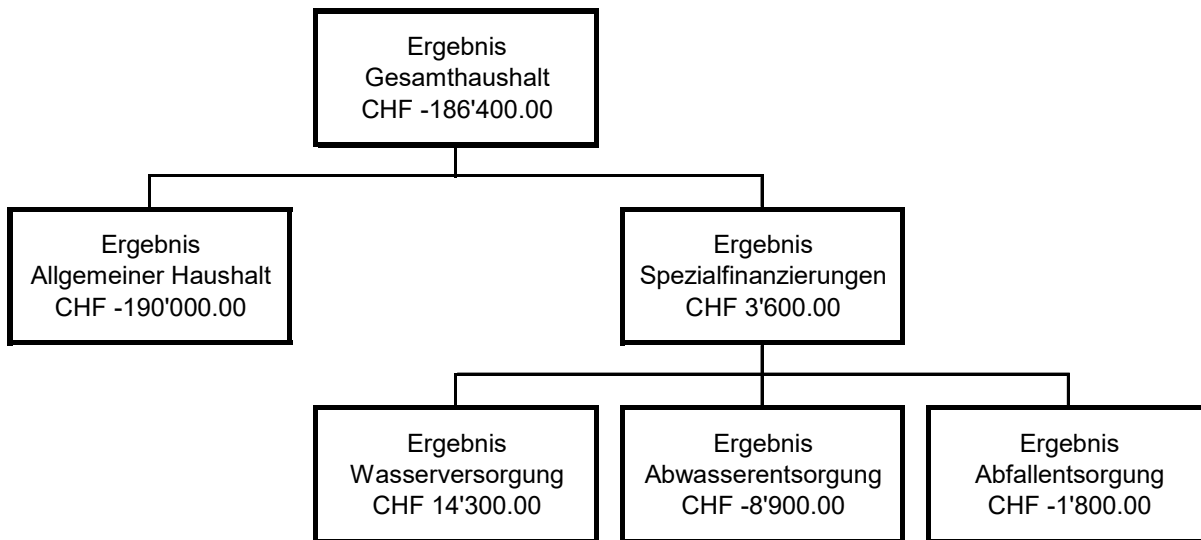 Ergebnis
Gesamthaushalt
CHF -186'400.00
Ergebnis
Allgemeiner Haushalt
CHF -190'000.00
Ergebnis
Spezialfinanzierungen
CHF 3'600.00
Ergebnis
Wasserversorgung
CHF 14'300.00
Ergebnis
Abwasserentsorgung
CHF -8'900.00
Ergebnis
Abfallentsorgung
CHF -1'800.00